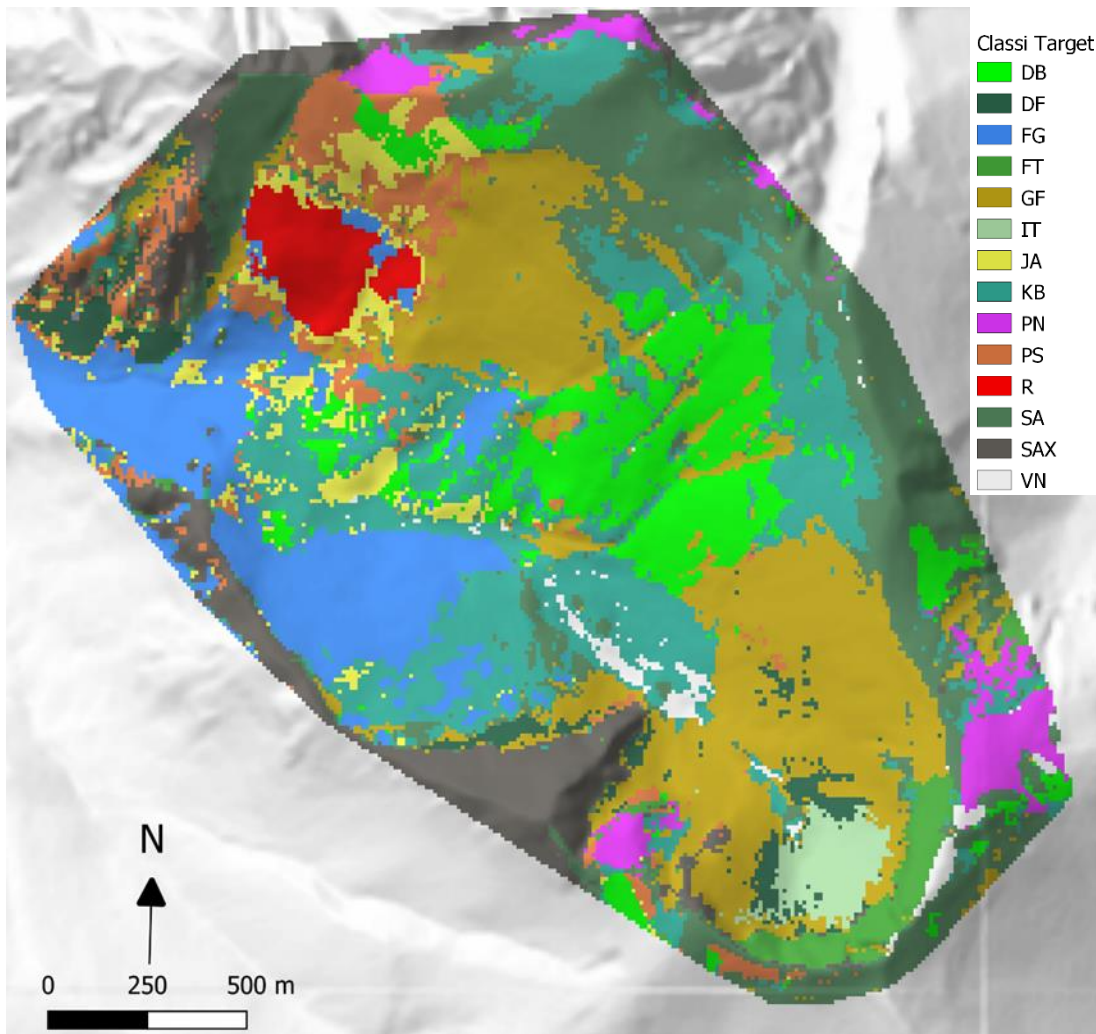 Classi Target
DB
DF
FG
FT
GF
IT
JA
KB
PN
PS
R
SA
SAX
VN
N
0 250 500 m